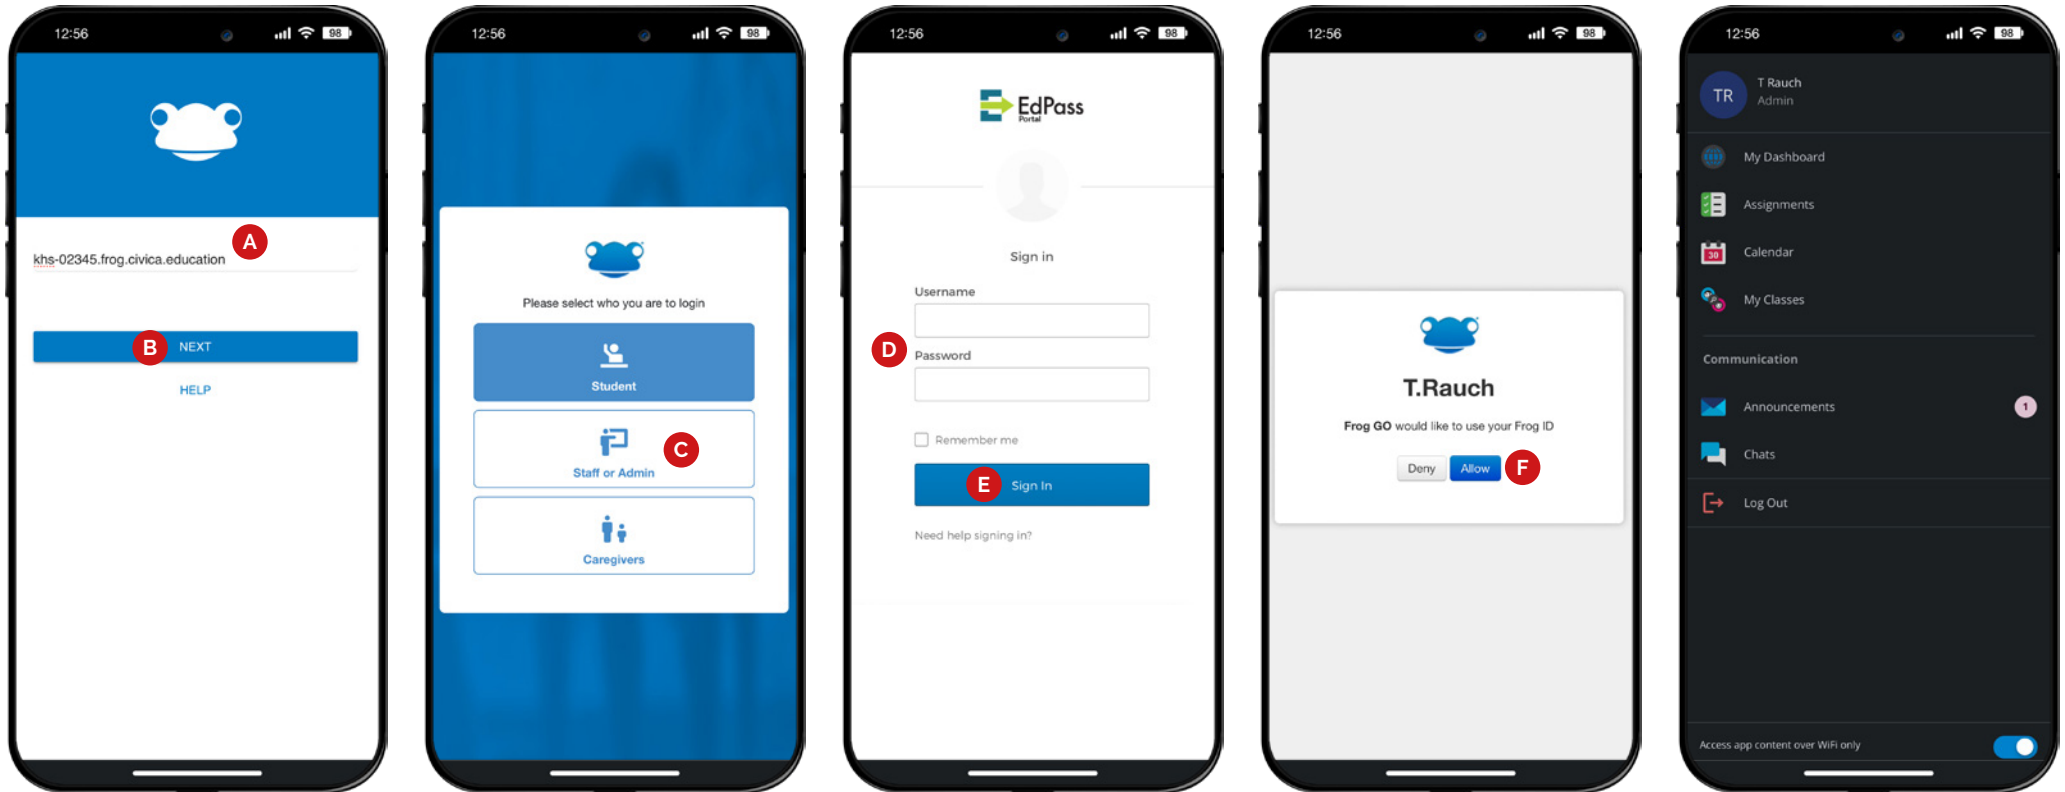 12:56
98
A
khs-02345.frog.civica.education
B
NEXT
HELP
12:56
98
Please select who you are to login
Student
Staff or Admin
C
Caregivers
12:56
98
EdPass
Portal
Sign in
Username
D
Password
Remember me
E
Sign In
Need help signing in?
12:56
98
T.Rauch
Frog GO would like to use your Frog ID
Deny
Allow
F
12:56
98
TR
T Rauch
Admin
My Dashboard
Assignments
30
Calendar
My Classes
Communication
Announcements
1
Chats
Log Out
Access app content over WiFi only